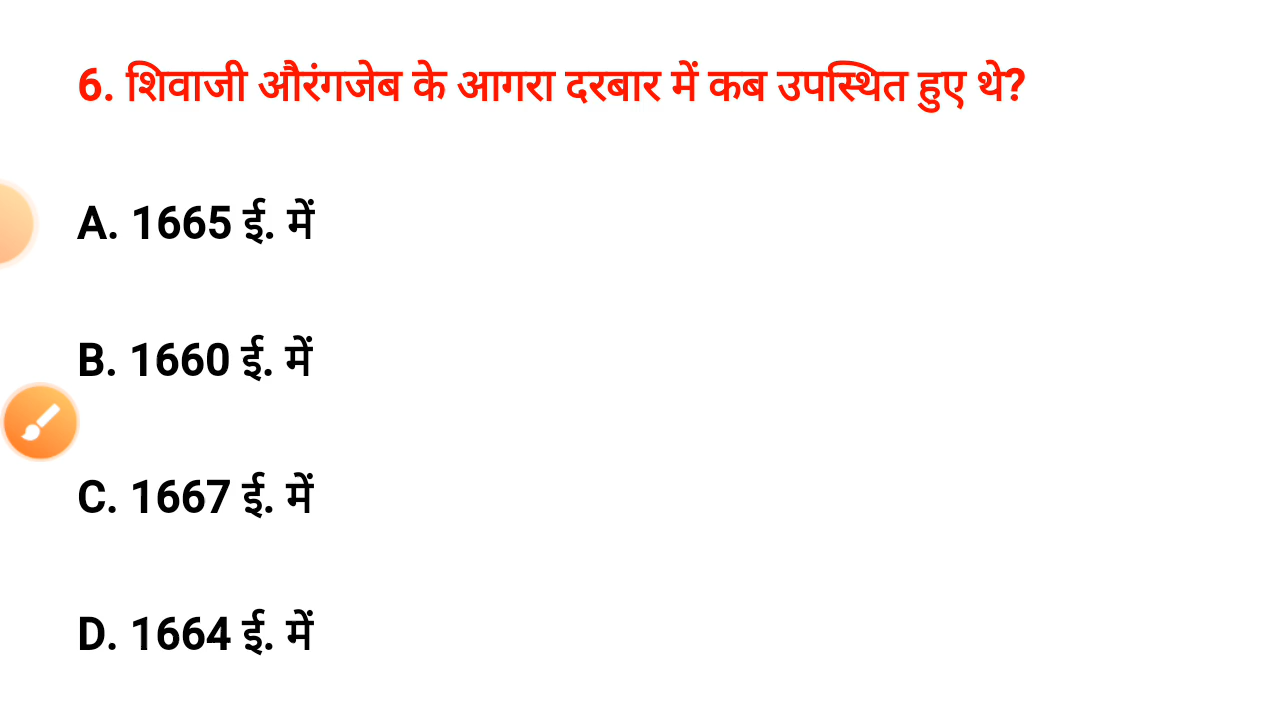 6. शिवाजी औरंगजेब के आगरा दरबार में कब उपस्थित हुए थे?
A. 1665 ई. में
B. 1660 ई. में
C. 1667 ई. में
D. 1664 ई. में